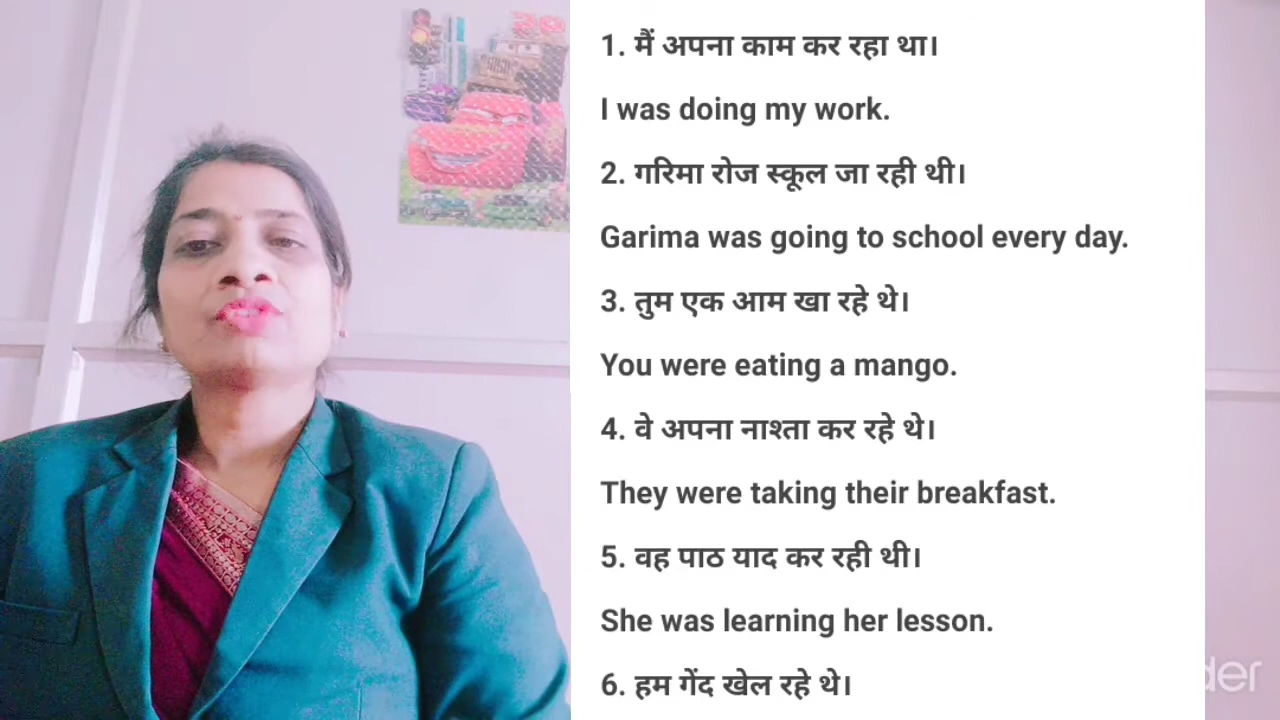 1. मैं अपना काम कर रहा था।
I was doing my work.
2. गरिमा रोज स्कूल जा रही थी।
Garima was going to school every day.
3. तुम एक आम खा रहे थे।
You were eating a mango.
4. वे अपना नाश्ता कर रहे थे।
They were taking their breakfast.
5. वह पाठ याद कर रही थी।
She was learning her lesson.
6. हम गेंद खेल रहे थे।